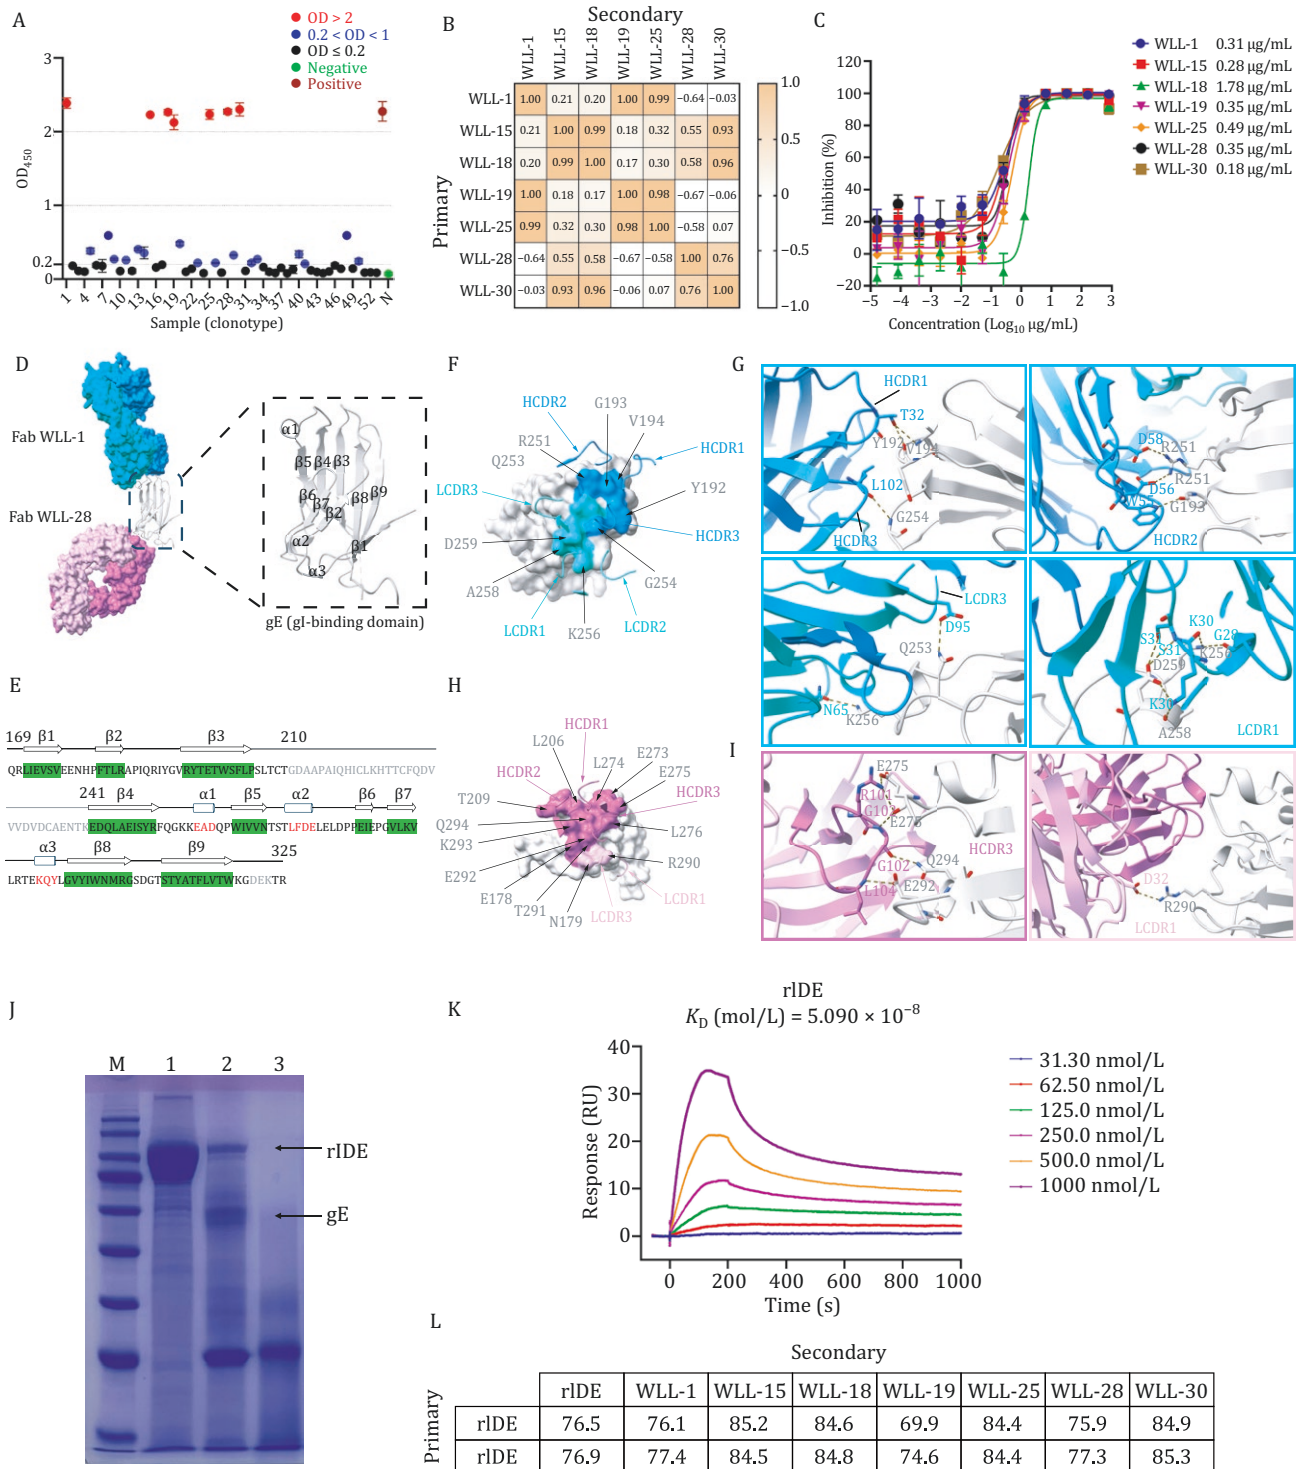 A
OD > 2
0.2 < OD < 1
OD ≤ 0.2
Negative
Positive
3
2
1
0.2
0
OD450
1 4 7 10 13 16 19 22 25 28 31 34 37 40 43 46 49 52 N
Sample (clonotype)
B
Secondary
WLL-1 WLL-15 WLL-18 WLL-19 WLL-25 WLL-28 WLL-30
Primary
WLL-1 1.00 0.21 0.20 1.00 0.99 −0.64 −0.03
WLL-15 0.21 1.00 0.99 0.18 0.32 0.55 0.93
WLL-18 0.20 0.99 1.00 0.17 0.30 0.58 0.96
WLL-19 1.00 0.18 0.17 1.00 0.98 −0.67 −0.06
WLL-25 0.99 0.32 0.30 0.98 1.00 −0.58 0.07
WLL-28 −0.64 0.55 0.58 −0.67 −0.58 1.00 0.76
WLL-30 −0.03 0.93 0.96 −0.06 0.07 0.76 1.00
1.0
0.5
0
−0.5
−1.0
C
WLL-1 0.31 μg/mL
WLL-15 0.28 μg/mL
WLL-18 1.78 μg/mL
WLL-19 0.35 μg/mL
WLL-25 0.49 μg/mL
WLL-28 0.35 μg/mL
WLL-30 0.18 μg/mL
120
100
80
60
40
20
0
−20
Inhibition (%)
−5 −4 −3 −2 −1 0 1 2 3
Concentration (Log10 μg/mL)
D
Fab WLL-1
Fab WLL-28
α1
β5 β4 β3
β6 β7 β2 β8 β9
α2 β1
α3
gE (gI-binding domain)
E
169 β1 β2 β3 210
QRLIEVSVEENHPFTLRAPIQRIYGVRYTETWSFLPSLTCTGDAAPAIQHICLKHTTCFQDV
241 β4 α1 β5 α2 β6 β7
VVDVDCAENTKEDQLAEISYRFQGKKEADQPWIVVNTSTLFDELELDPPEIEPGVLKV
α3 β8 β9 325
LRTEKQYLGVYIWNMRGSDGTSTYATFLVTWKGDEKTR
F
HCDR2
G193
V194
R251
Q253
HCDR1
LCDR3
Y192
HCDR3
D259
G254
A258
LCDR1
K256
LCDR2
G
HCDR1
T32
Y192
V194
L102
G254
HCDR3
D58
R251
R251
D56
W55
G193
HCDR2
LCDR3
D95
Q253
N65
K256
K30
S31
G28
S31
K256
D259
K30
A258
LCDR1
H
HCDR1
L206
HCDR2
L274
E273
E275
HCDR3
T209
Q294
K293
L276
R290
E292
E178
T291
N179
LCDR3
LCDR1
I
E275
R101
G103
E275
G102
Q294
HCDR3
L104
E292
D32
R290
LCDR1
J
M 1 2 3
rIDE
gE
K
rIDE
KD (mol/L) = 5.090 × 10−8
40
30
20
10
0
Response (RU)
0 200 400 600 800 1000
Time (s)
31.30 nmol/L
62.50 nmol/L
125.0 nmol/L
250.0 nmol/L
500.0 nmol/L
1000 nmol/L
L
Secondary
Primary
rIDE WLL-1 WLL-15 WLL-18 WLL-19 WLL-25 WLL-28 WLL-30
rIDE 76.5 76.1 85.2 84.6 69.9 84.4 75.9 84.9
rIDE 76.9 77.4 84.5 84.8 74.6 84.4 77.3 85.3